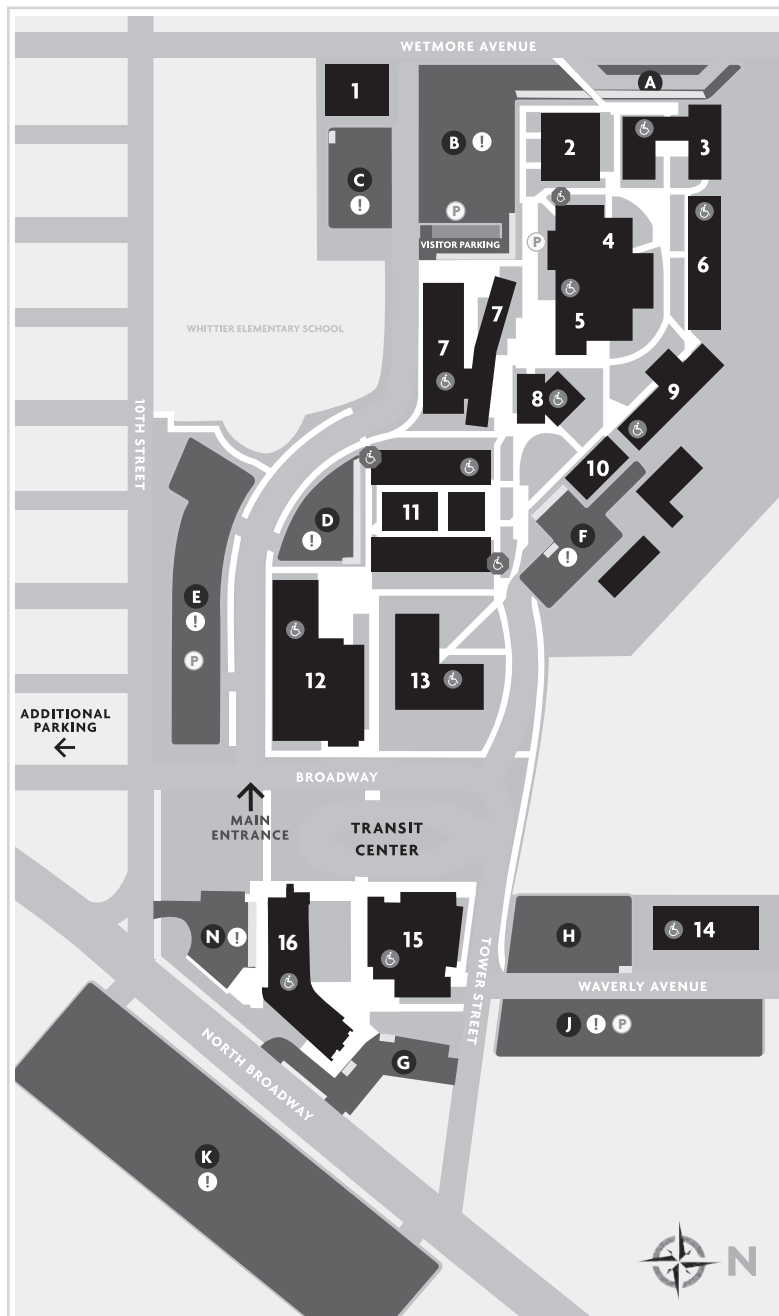 WETMORE AVENUE
A
1
B !
2
3
C
!
P
VISITOR PARKING
P
4
6
5
7
7
WHITTIER ELEMENTARY SCHOOL
8
9
10TH STREET
10
D
!
11
F
!
E
!
P
12
13
ADDITIONAL
PARKING
BROADWAY
MAIN
ENTRANCE
TRANSIT
CENTER
N !
16
15
H
14
TOWER STREET
WAVERLY AVENUE
J ! P
NORTH BROADWAY
G
K
!
N